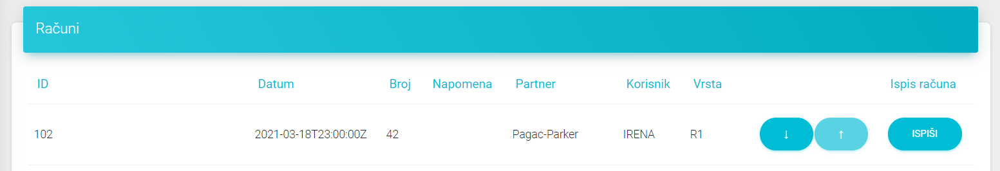 Računi
ID Datum Broj Napomena Partner Korisnik Vrsta Ispis računa
102 2021-03-18T23:00:00Z 42 Pagac-Parker IRENA R1 ↓ ↑ ISPIŠI